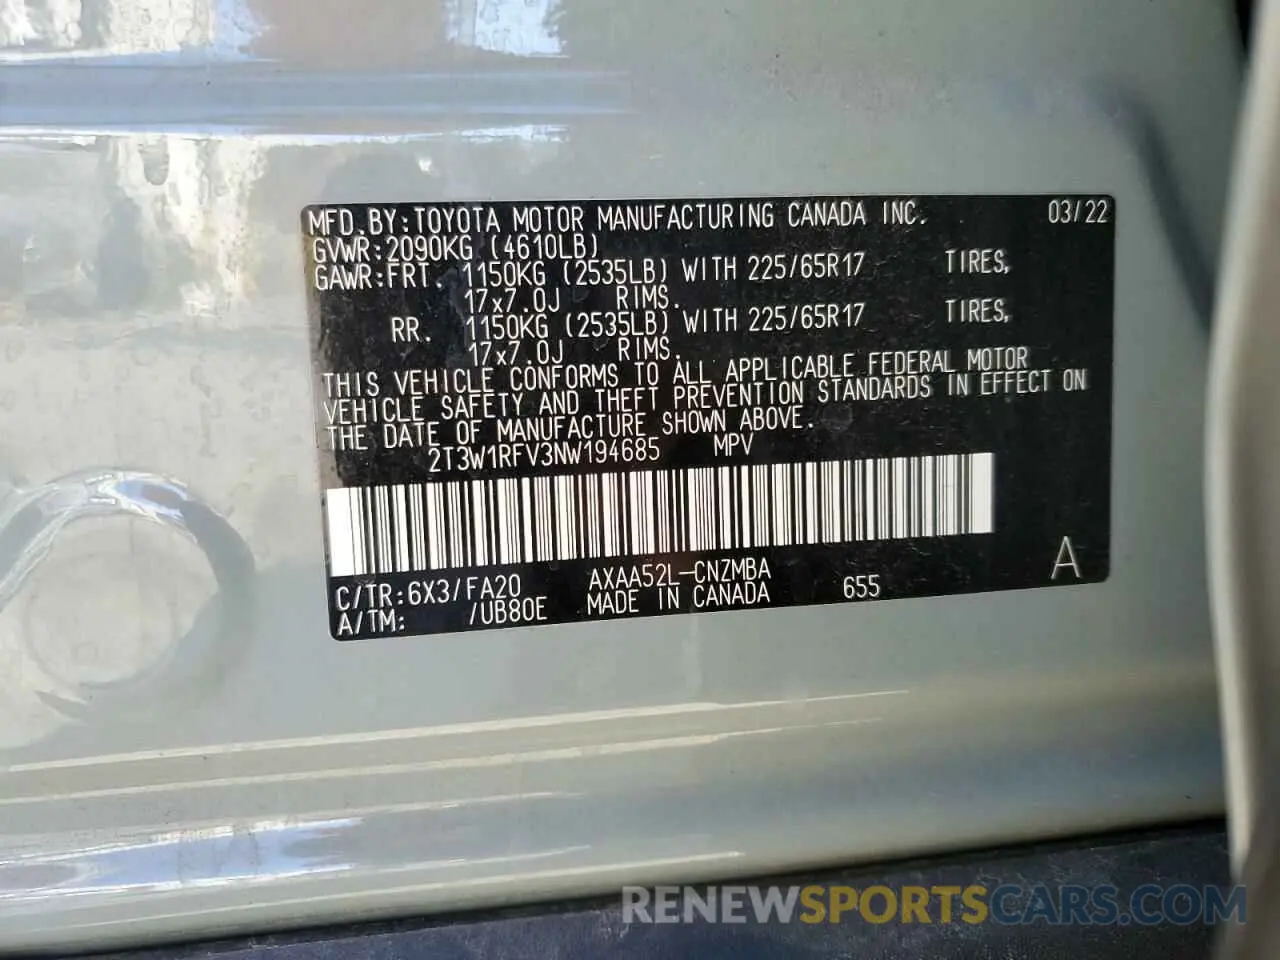 MFD.BY:TOYOTA MOTOR MANUFACTURING CANADA INC. 03/22
GVWR:2090KG (4610LB)
GAWR:FRT. 1150KG (2535LB) WITH 225/65R17 TIRES,
17x7.0J RIMS.
RR. 1150KG (2535LB) WITH 225/65R17 TIRES,
17x7.0J RIMS.
THIS VEHICLE CONFORMS TO ALL APPLICABLE FEDERAL MOTOR
VEHICLE SAFETY AND THEFT PREVENTION STANDARDS IN EFFECT ON
THE DATE OF MANUFACTURE SHOWN ABOVE.
2T3W1RFV3NW194685 MPV
C/TR:6X3/FA20 AXAA52L-CNZMBA A
A/TM: /UB80E MADE IN CANADA 655
RENEWSPORTSCARS.COM